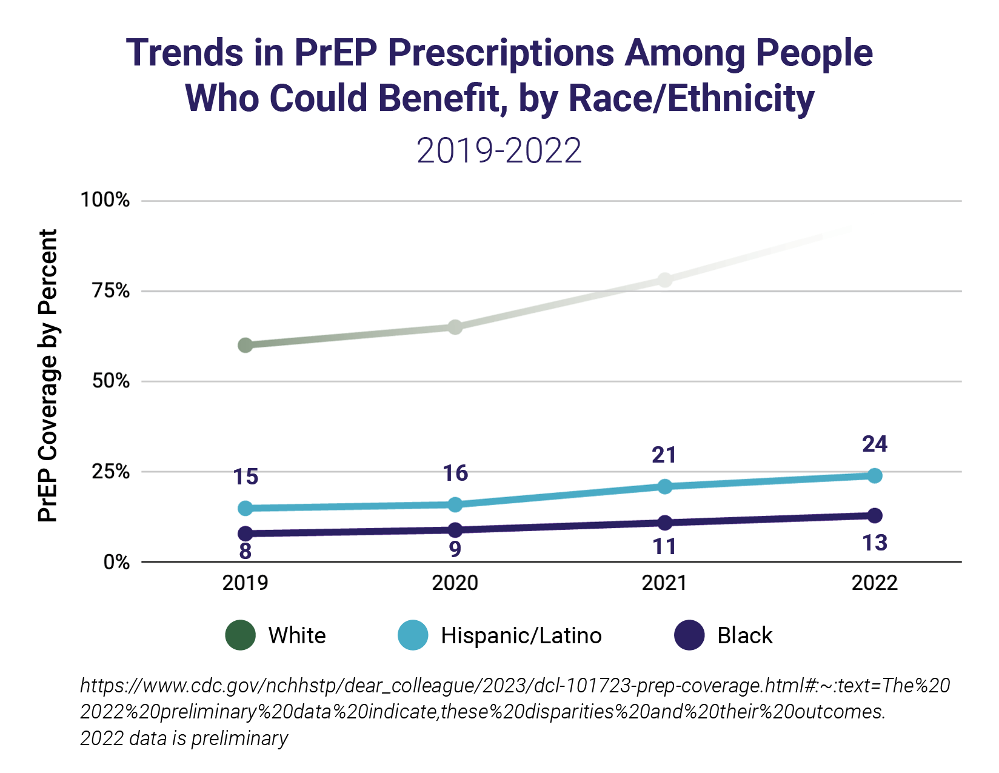 Trends in PrEP Prescriptions Among People
Who Could Benefit, by Race/Ethnicity
2019-2022
PrEP Coverage by Percent
100%
75%
50%
25%
0%
15
16
21
24
8
9
11
13
2019
2020
2021
2022
White
Hispanic/Latino
Black
https://www.cdc.gov/nchhstp/dear_colleague/2023/dcl-101723-prep-coverage.html#:~:text=The%20
2022%20preliminary%20data%20indicate,these%20disparities%20and%20their%20outcomes.
2022 data is preliminary